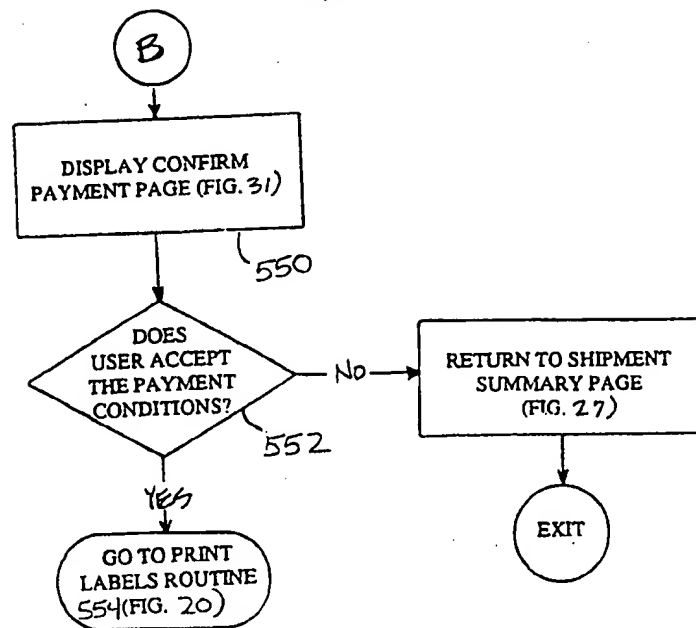 B
DISPLAY CONFIRM
PAYMENT PAGE (FIG. 31)
550
DOES
USER ACCEPT
THE PAYMENT
CONDITIONS?
552
NO
RETURN TO SHIPMENT
SUMMARY PAGE
(FIG. 27)
YES
EXIT
GO TO PRINT
LABELS ROUTINE
554 (FIG. 20)